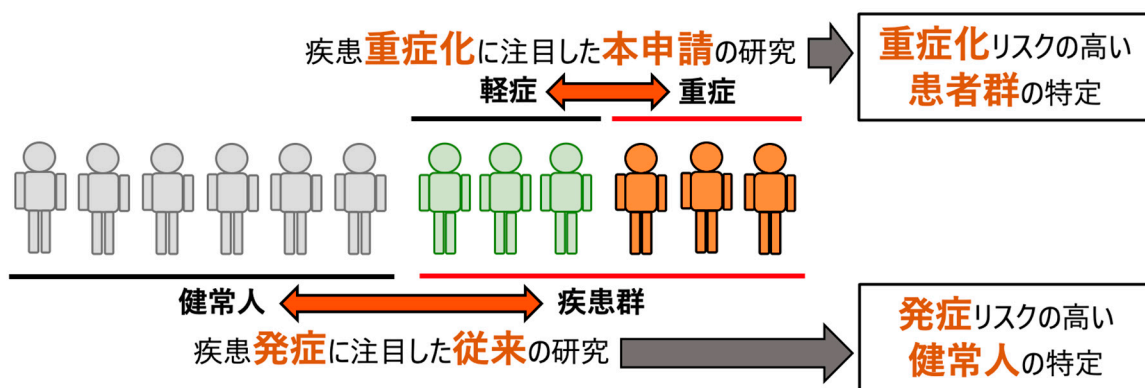 疾患重症化に注目した本申請の研究
重症化リスクの高い
患者群の特定
軽症
重症
健常人
疾患群
疾患発症に注目した従来の研究
発症リスクの高い
健常人の特定